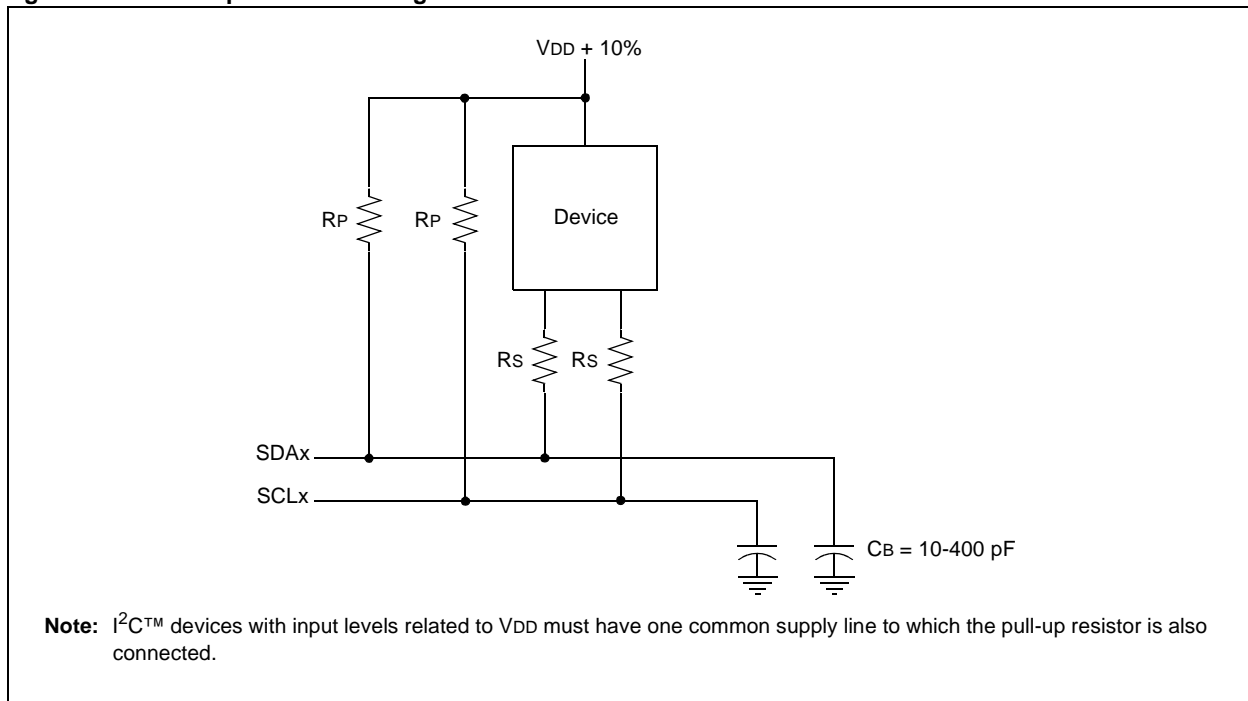 VDD + 10%
RP
RP
Device
RS
RS
SDAx
SCLx
CB = 10-400 pF
Note: I2C™ devices with input levels related to VDD must have one common supply line to which the pull-up resistor is also
connected.